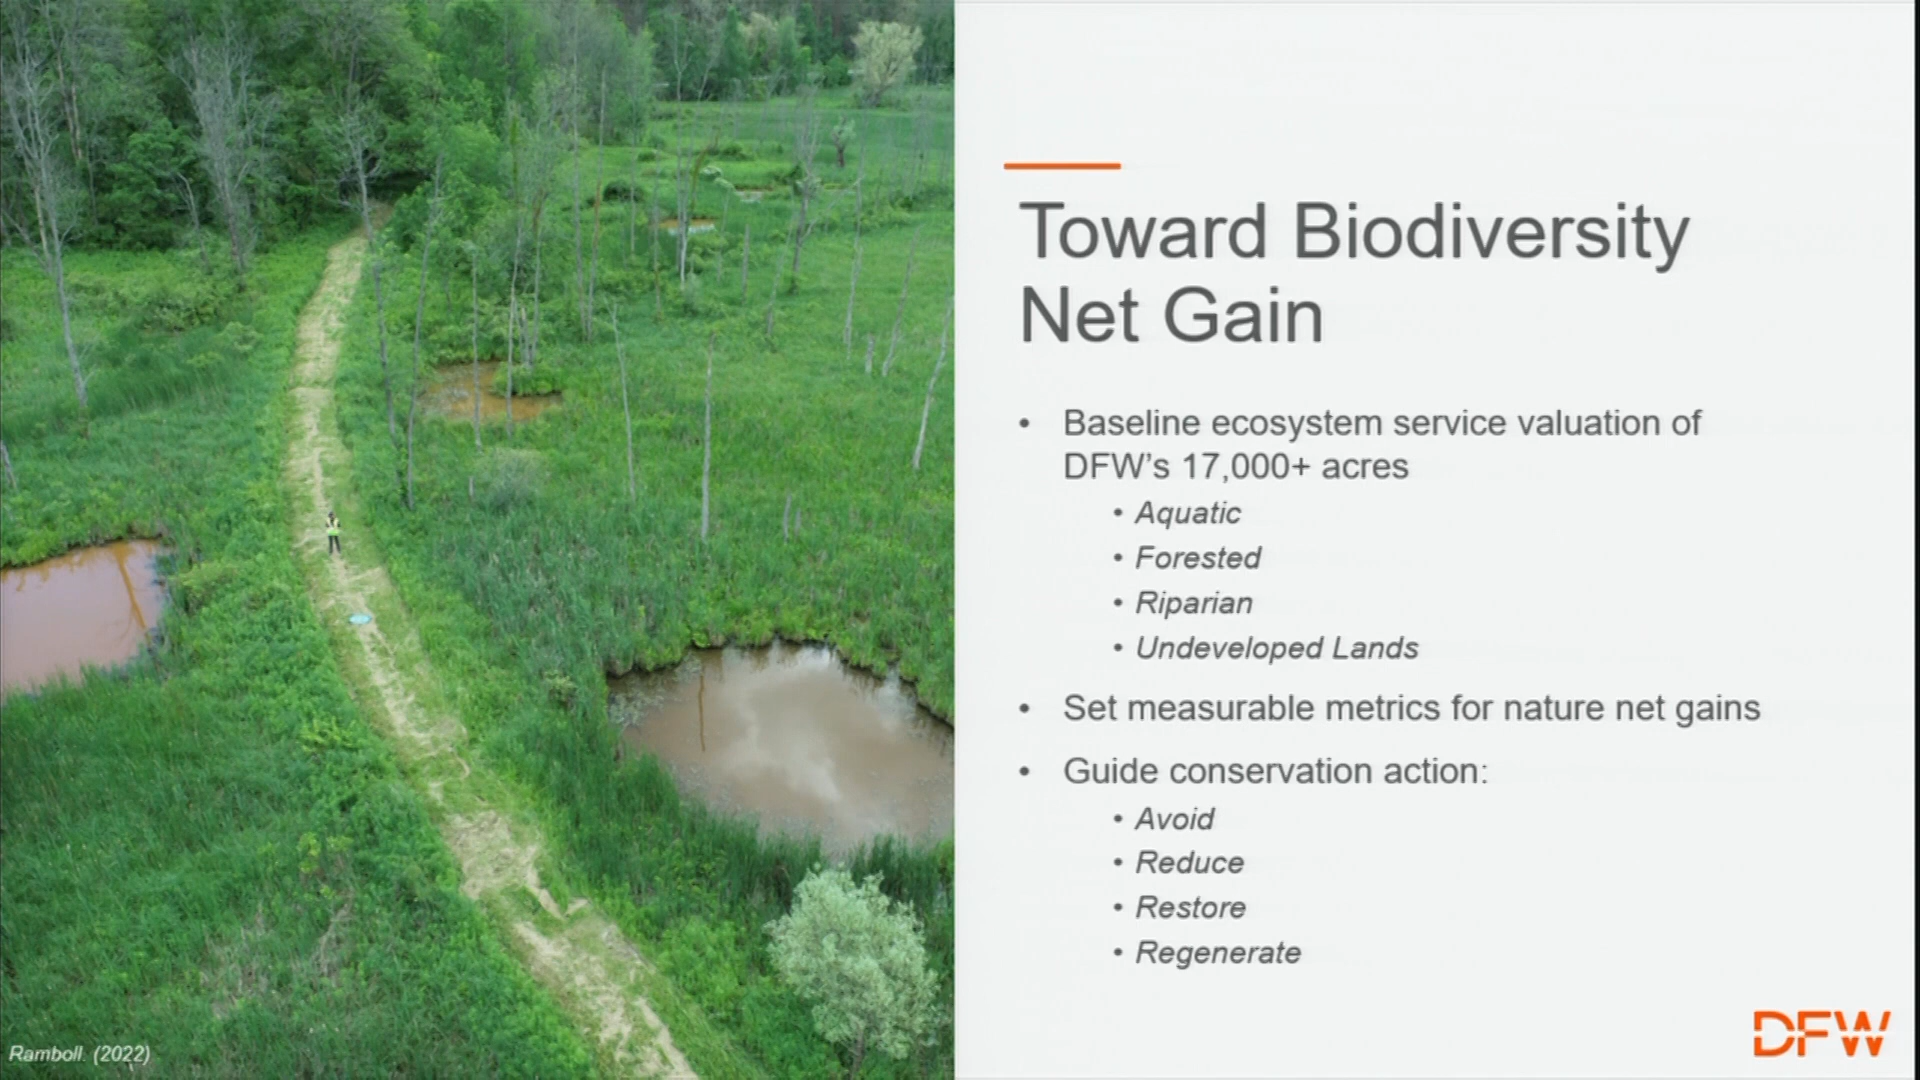 Toward Biodiversity
Net Gain
• Baseline ecosystem service valuation of
DFW's 17,000+ acres
• Aquatic
• Forested
• Riparian
• Undeveloped Lands
• Set measurable metrics for nature net gains
• Guide conservation action:
• Avoid
• Reduce
• Restore
• Regenerate
Ramboll. (2022)
DFW